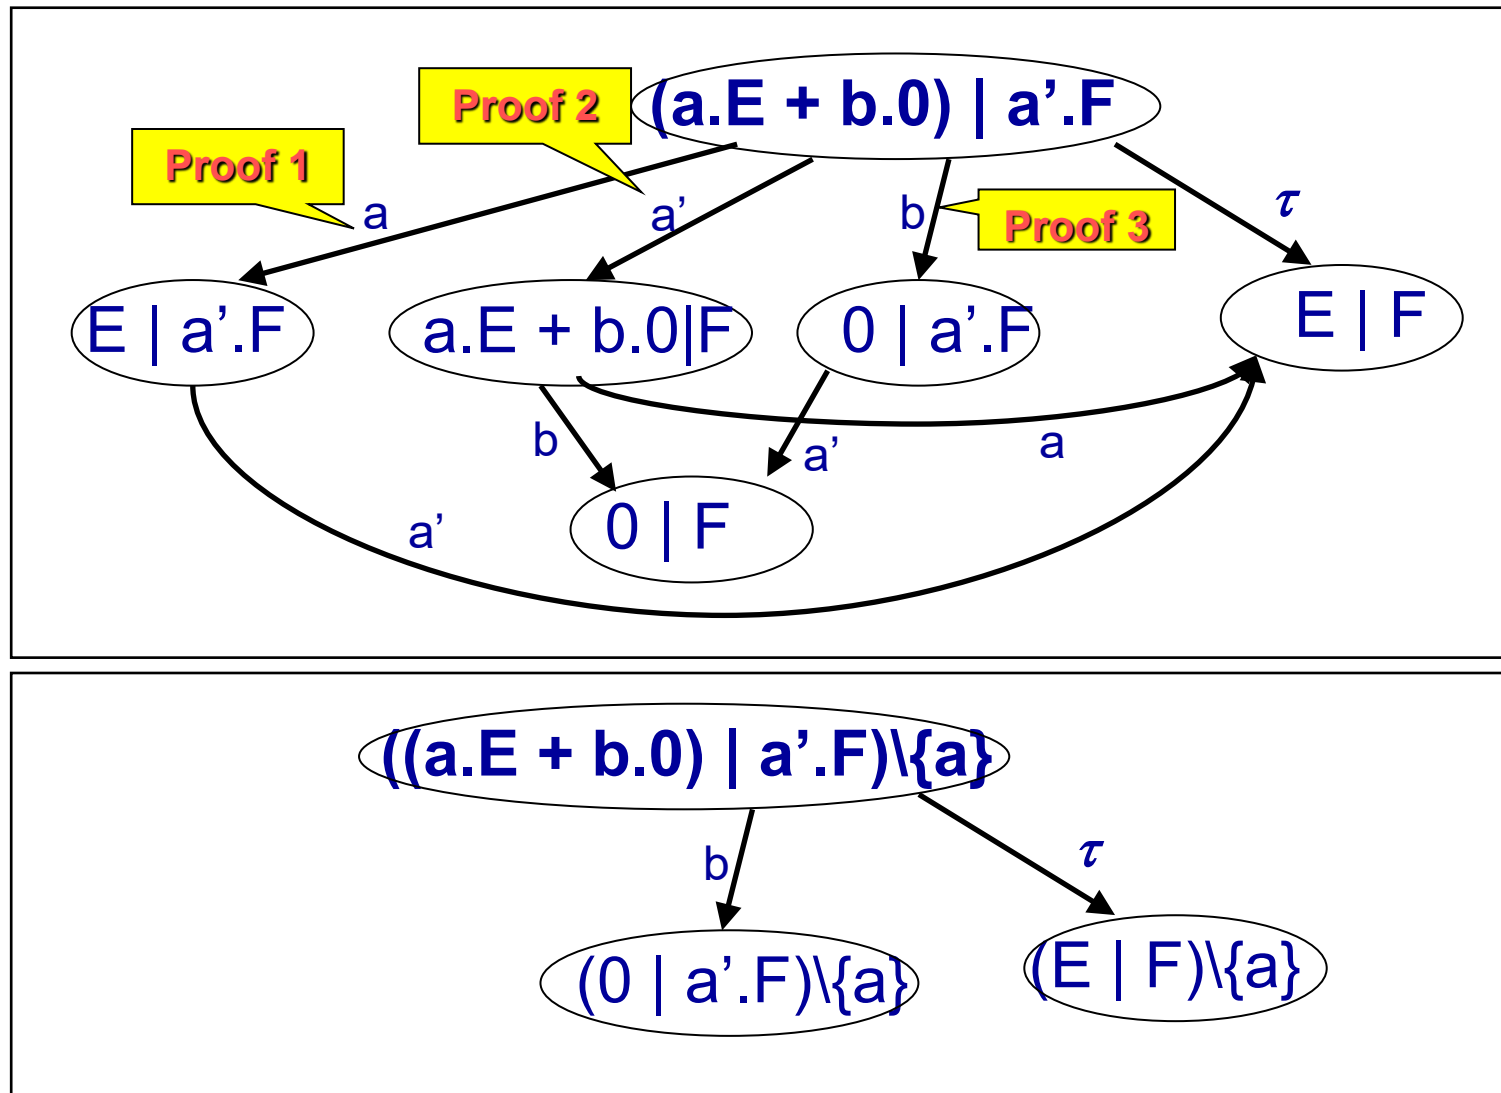 Proof 2
(a.E + b.0) | a’.F
Proof 1
a
a’
b
Proof 3
τ
E | a’.F
a.E + b.0|F
0 | a’.F
E | F
b
a’
a
a’
0 | F
((a.E + b.0) | a’.F)\{a}
b
τ
(0 | a’.F)\{a}
(E | F)\{a}